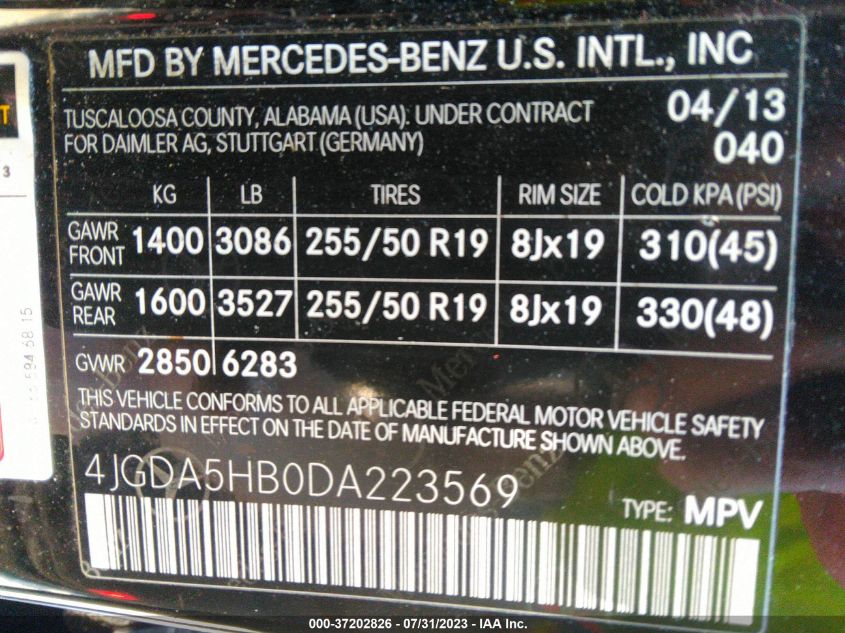 MFD BY MERCEDES-BENZ U.S. INTL., INC
TUSCALOOSA COUNTY, ALABAMA (USA): UNDER CONTRACT
FOR DAIMLER AG, STUTTGART (GERMANY)
04/13
040
KG LB TIRES RIM SIZE COLD KPA (PSI)
GAWR FRONT 1400 3086 255/50 R19 8Jx19 310(45)
GAWR REAR 1600 3527 255/50 R19 8Jx19 330(48)
GVWR 2850 6283
THIS VEHICLE CONFORMS TO ALL APPLICABLE FEDERAL MOTOR VEHICLE SAFETY
STANDARDS IN EFFECT ON THE DATE OF MANUFACTURE SHOWN ABOVE.
4JGDA5HB0DA223569
TYPE: MPV
000-37202826 - 07/31/2023 - IAA Inc.